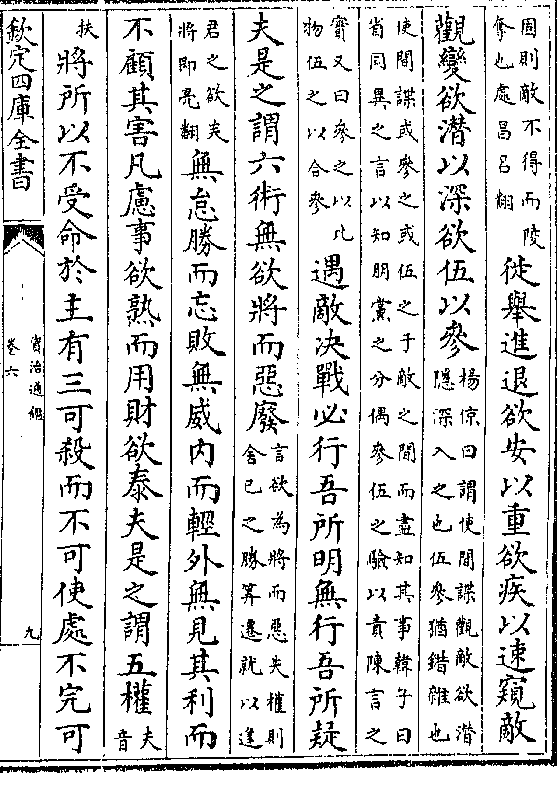 固則敵不得而陵
奪也處昌吕翻
徙舉進退欲安以重欲疾以速窺敵
觀變欲潛以深欲伍以參
楊倞曰謂使間諜觀敵欲潛
隱深入之也伍參猶錯雜也
使間諜或參之或伍之于敵之間而盡知其事韓子曰
省同異之言以知朋黨之分偶參伍之驗以責陳言之
實又曰參之以比
物伍之以合參
遇敵决戰必行吾所明無行吾所疑
夫是之謂六術無欲將而惡廢
言欲為將而惡失權則
舍已之勝算遷就以逢
君之欲夫
將即亮翻
無怠勝而忘敗無威内而輕外無見其利而
不顧其害凡慮事欲熟而用財欲泰夫是之謂五權
夫
音
扶
將所以不受命於主有三可殺而不可使處不完可
欽定四庫全書
資治通鑑
卷六
九